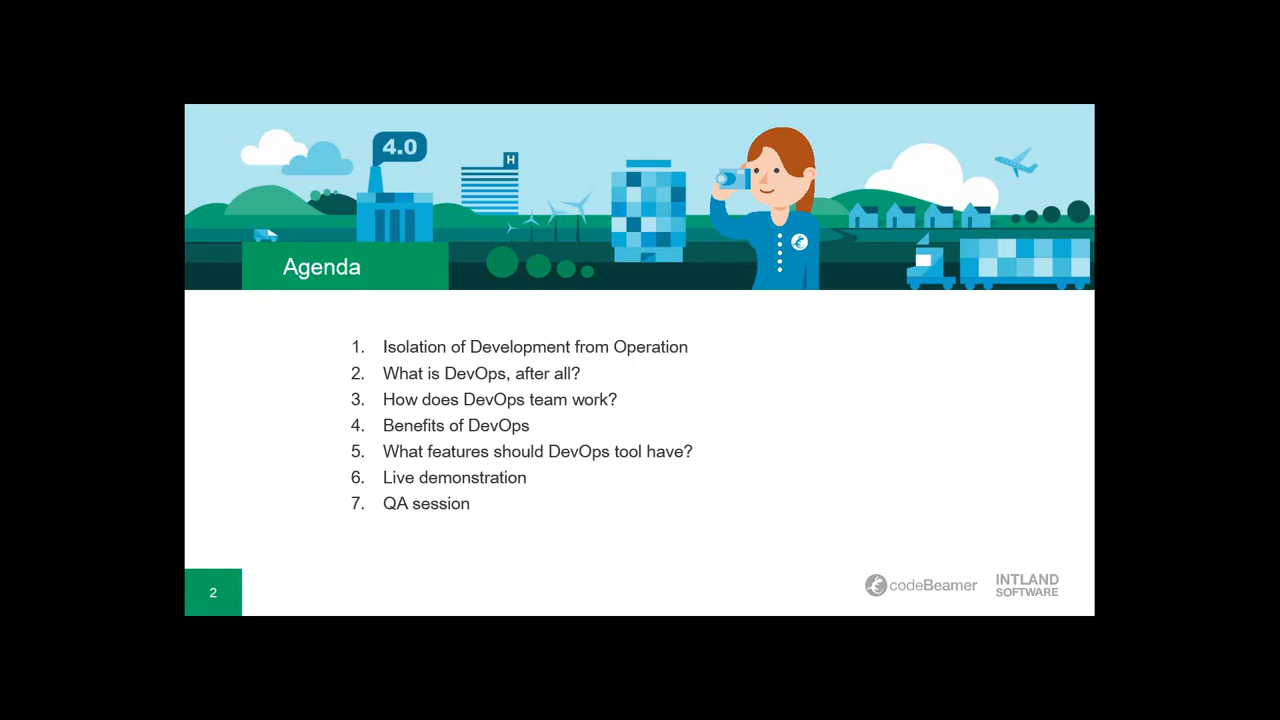 4.0
H
Agenda
1. Isolation of Development from Operation
2. What is DevOps, after all?
3. How does DevOps team work?
4. Benefits of DevOps
5. What features should DevOps tool have?
6. Live demonstration
7. QA session
2
codeBeamer
INTLAND
SOFTWARE